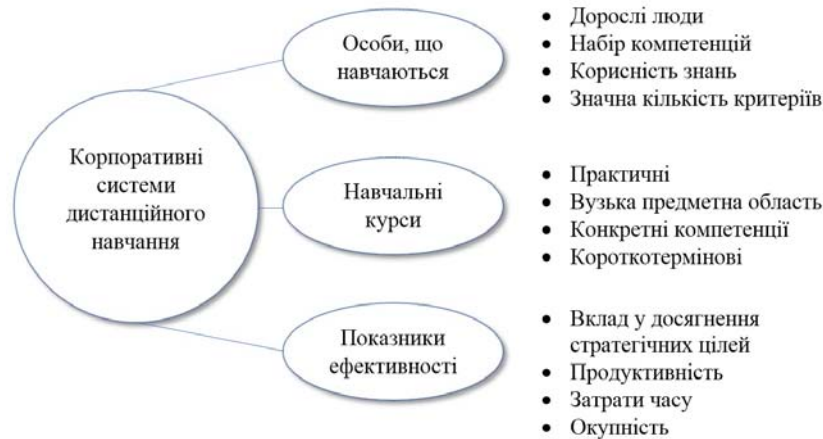 Корпоративні
системи
дистанційного
навчання
Особи, що
навчаються
• Дорослі люди
• Набір компетенцій
• Корисність знань
• Значна кількість критеріїв
Навчальні
курси
• Практичні
• Вузька предметна область
• Конкретні компетенції
• Короткотермінові
Показники
ефективності
• Вклад у досягнення
стратегічних цілей
• Продуктивність
• Затрати часу
• Окупність